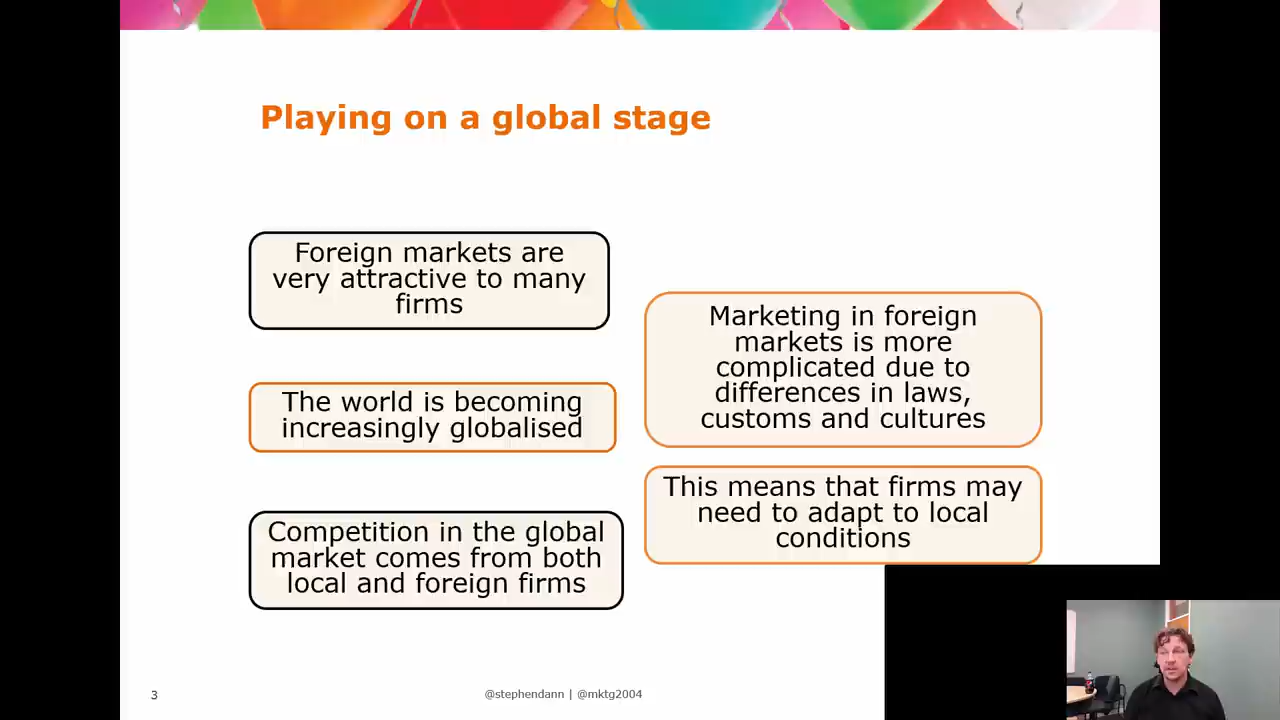 Playing on a global stage
Foreign markets are
very attractive to many
firms
The world is becoming
increasingly globalised
Competition in the global
market comes from both
local and foreign firms
Marketing in foreign
markets is more
complicated due to
differences in laws,
customs and cultures
This means that firms may
need to adapt to local
conditions
3
@stephendann | @mktg2004